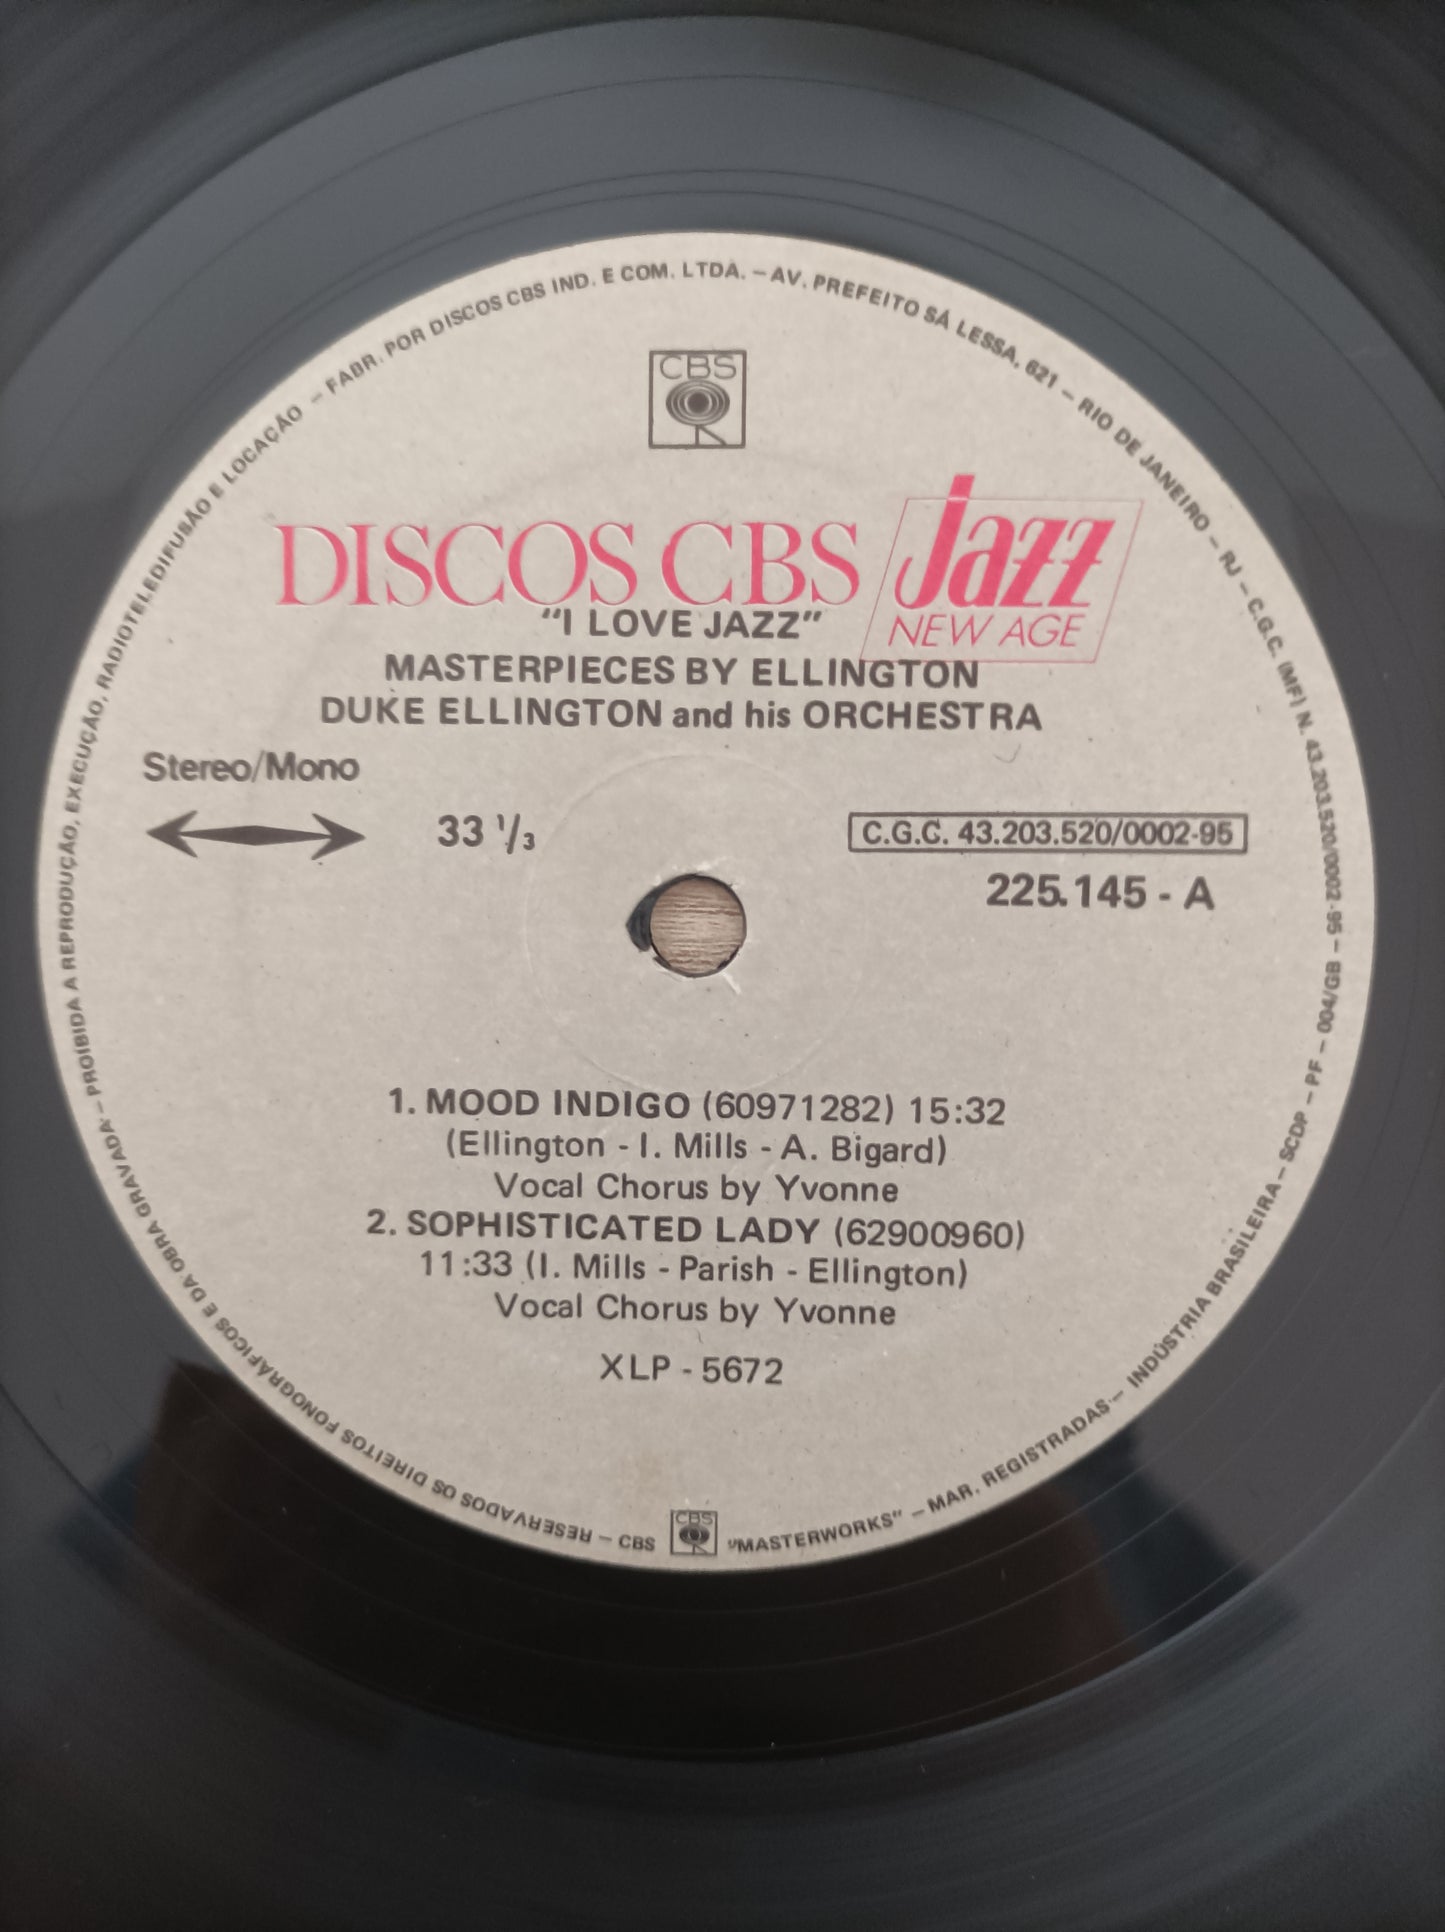 FABR. POR DISCOS CBS IND. E COM. LTDA. – AV. PREFEITO SÁ LESSA, 621 – RIO DE JANEIRO – RJ – C.G.C. (MF) N. 43.203.520/0002-95 – 004/GB – PF – SCDP – INDÚSTRIA BRASILEIRA – MAR. REGISTRADAS – "MASTERWORKS"
CBS
DISCOS CBS Jazz
NEW AGE
"I LOVE JAZZ"
MASTERPIECES BY ELLINGTON
DUKE ELLINGTON and his ORCHESTRA
Stereo/Mono
33 1/3
C.G.C. 43.203.520/0002-95
225.145 - A
1. MOOD INDIGO (60971282) 15:32
(Ellington - I. Mills - A. Bigard)
Vocal Chorus by Yvonne
2. SOPHISTICATED LADY (62900960)
11:33 (I. Mills - Parish - Ellington)
Vocal Chorus by Yvonne
XLP - 5672
CBS
CBS – RESERVADOS OS DIREITOS FONOGRÁFICOS E DA OBRA GRAVADA – PROIBIDA A REPRODUÇÃO, EXECUÇÃO, RADIOTELEDIFUSÃO E LOCAÇÃO –